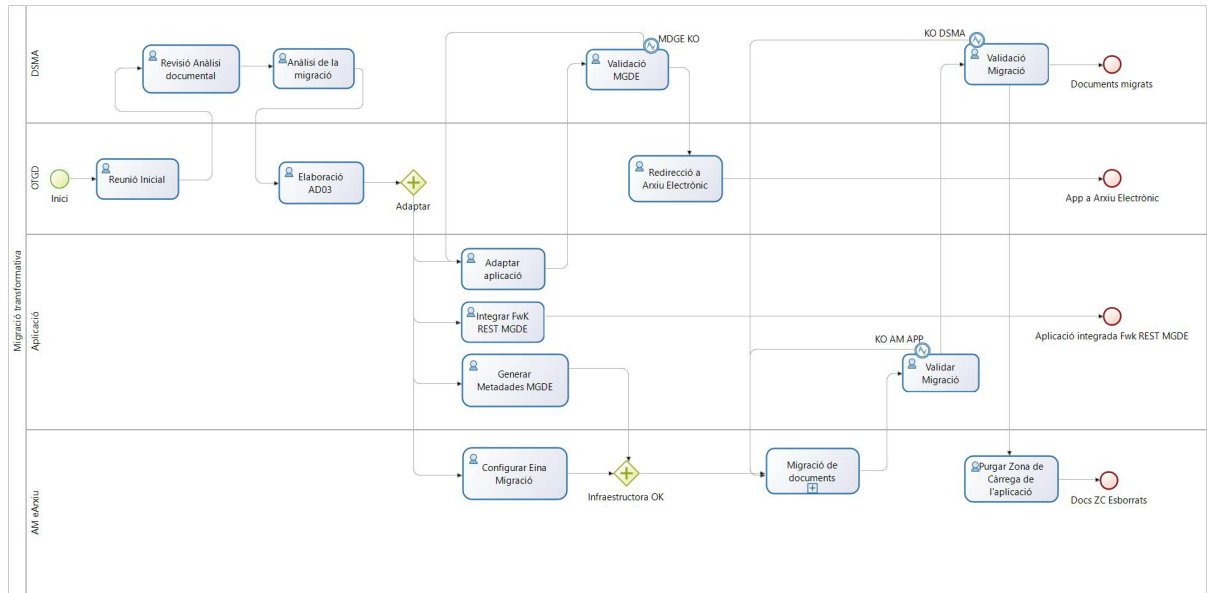 Migració transformativa
DSMA
Revisió Anàlisi
documental
Anàlisi de la
migració
MDGE KO
Validació
MGDE
KO DSMA
Validació
Migració
Documents migrats
OTGD
Inici
Reunió Inicial
Elaboració
AD03
Adaptar
Redirecció a
Arxiu Electrònic
App a Arxiu Electrònic
Aplicació
Adaptar
aplicació
Integrar FwK
REST MGDE
Aplicació integrada Fwk REST MGDE
Generar
Metadades MGDE
KO AM APP
Validar
Migració
AM eArxiu
Configurar Eina
Migració
Infraestructora OK
Migració de
documents
Purgar Zona de
Càrrega de
l'aplicació
Docs ZC Esborrats